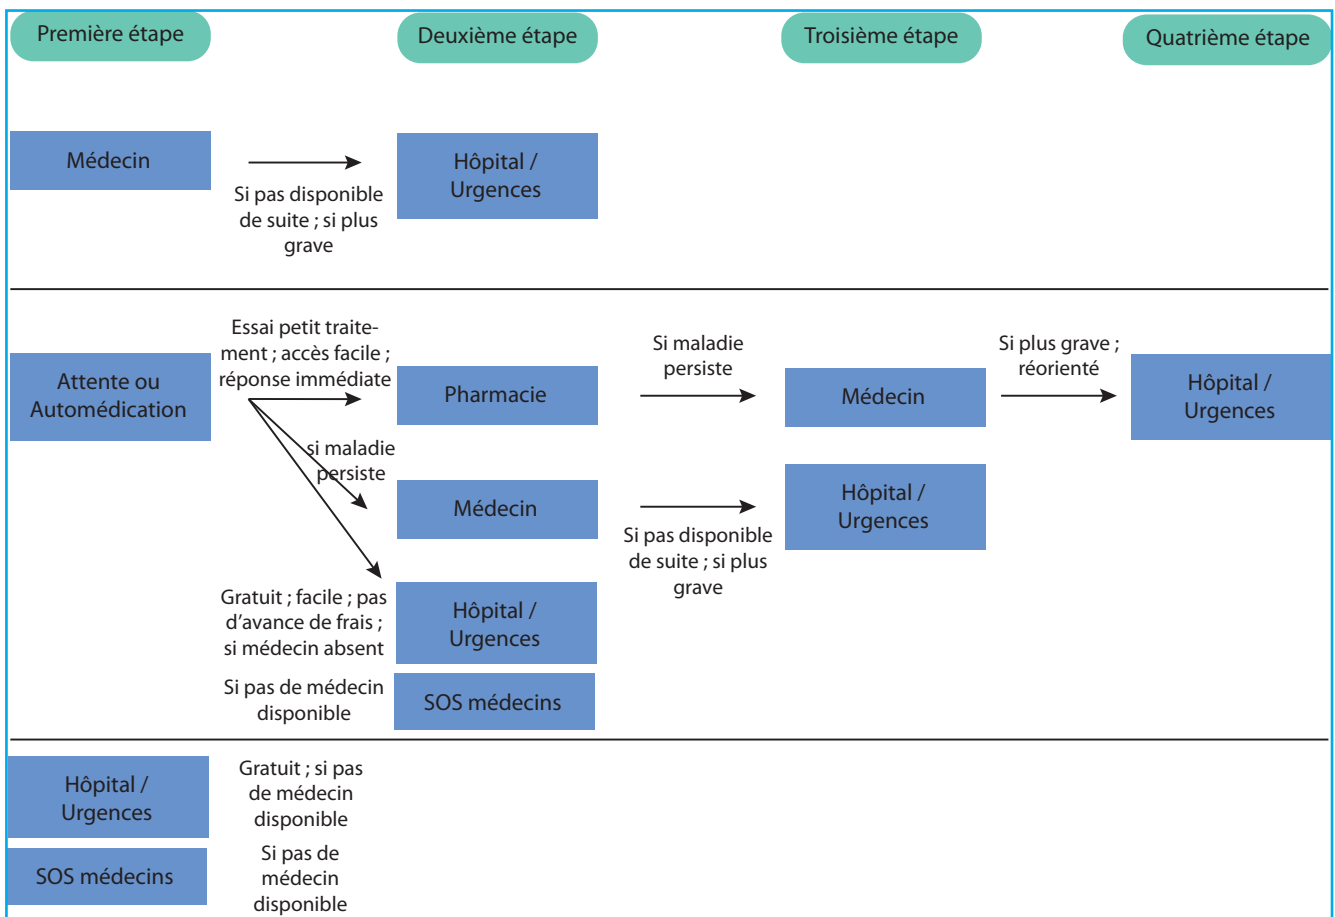 Première étape
Deuxième étape
Troisième étape
Quatrième étape
Médecin
Si pas disponible
de suite ; si plus
grave
Hôpital /
Urgences
Attente ou
Automédication
Essai petit traite-
ment ; accès facile ;
réponse immédiate
Pharmacie
Si maladie
persiste
Médecin
Si plus grave ;
réorienté
Hôpital /
Urgences
si maladie
persiste
Médecin
Si pas disponible
de suite ; si plus
grave
Hôpital /
Urgences
Gratuit ; facile ; pas
d’avance de frais ;
si médecin absent
Hôpital /
Urgences
Si pas de médecin
disponible
SOS médecins
Hôpital /
Urgences
Gratuit ; si pas
de médecin
disponible
SOS médecins
Si pas de
médecin
disponible